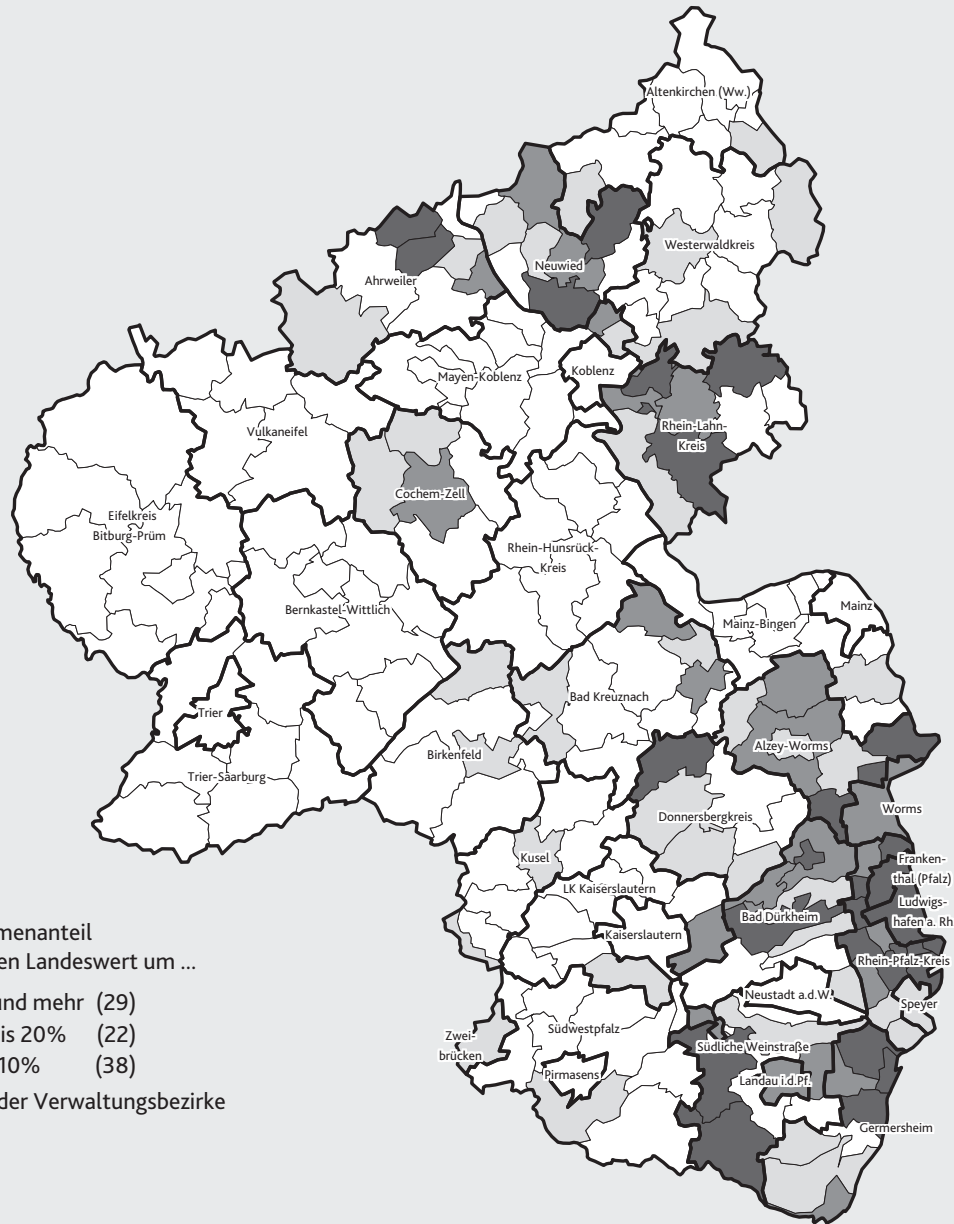 Altenkirchen (Ww.)
Westerwaldkreis
Neuwied
Ahrweiler
Mayen-Koblenz
Koblenz
Rhein-Lahn-
Kreis
Vulkaneifel
Cochem-Zell
Eifelkreis
Bitburg-Prüm
Rhein-Hunsrück-
Kreis
Bernkastel-Wittlich
Mainz
Mainz-Bingen
Bad Kreuznach
Trier
Alzey-Worms
Birkenfeld
Trier-Saarburg
Worms
Donnersbergkreis
Kusel
Franken-
thal (Pfalz)
LK Kaiserslautern
Ludwigs-
hafen a. Rh
Bad Dürkheim
Kaiserslautern
Rhein-Pfalz-Kreis
Neustadt a.d.W.
Speyer
Zwei-
brücken
Südwestpfalz
Südliche Weinstraße
Pirmasens
Landau i.d.Pf.
Germersheim
menanteil
en Landeswert um ...
und mehr (29)
is 20% (22)
10% (38)
der Verwaltungsbezirke